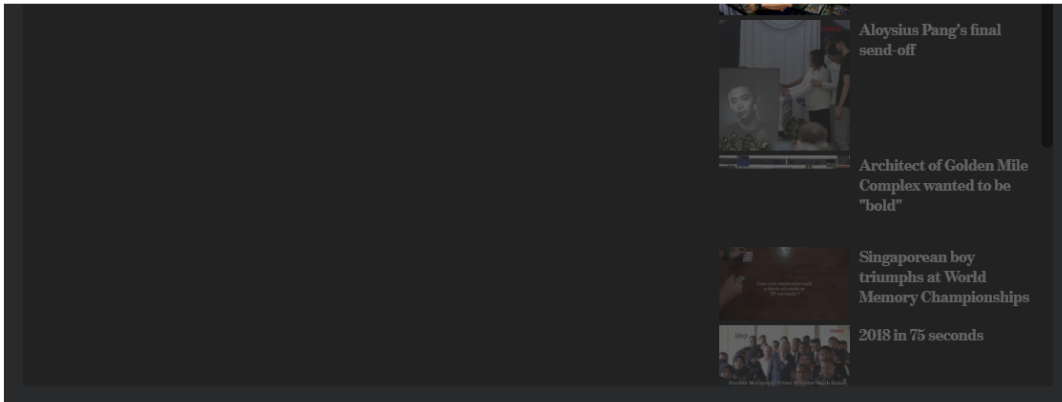 Aloysius Pang's final
send-off
Architect of Golden Mile
Complex wanted to be
"bold"
Singaporean boy
triumphs at World
Memory Championships
2018 in 75 seconds